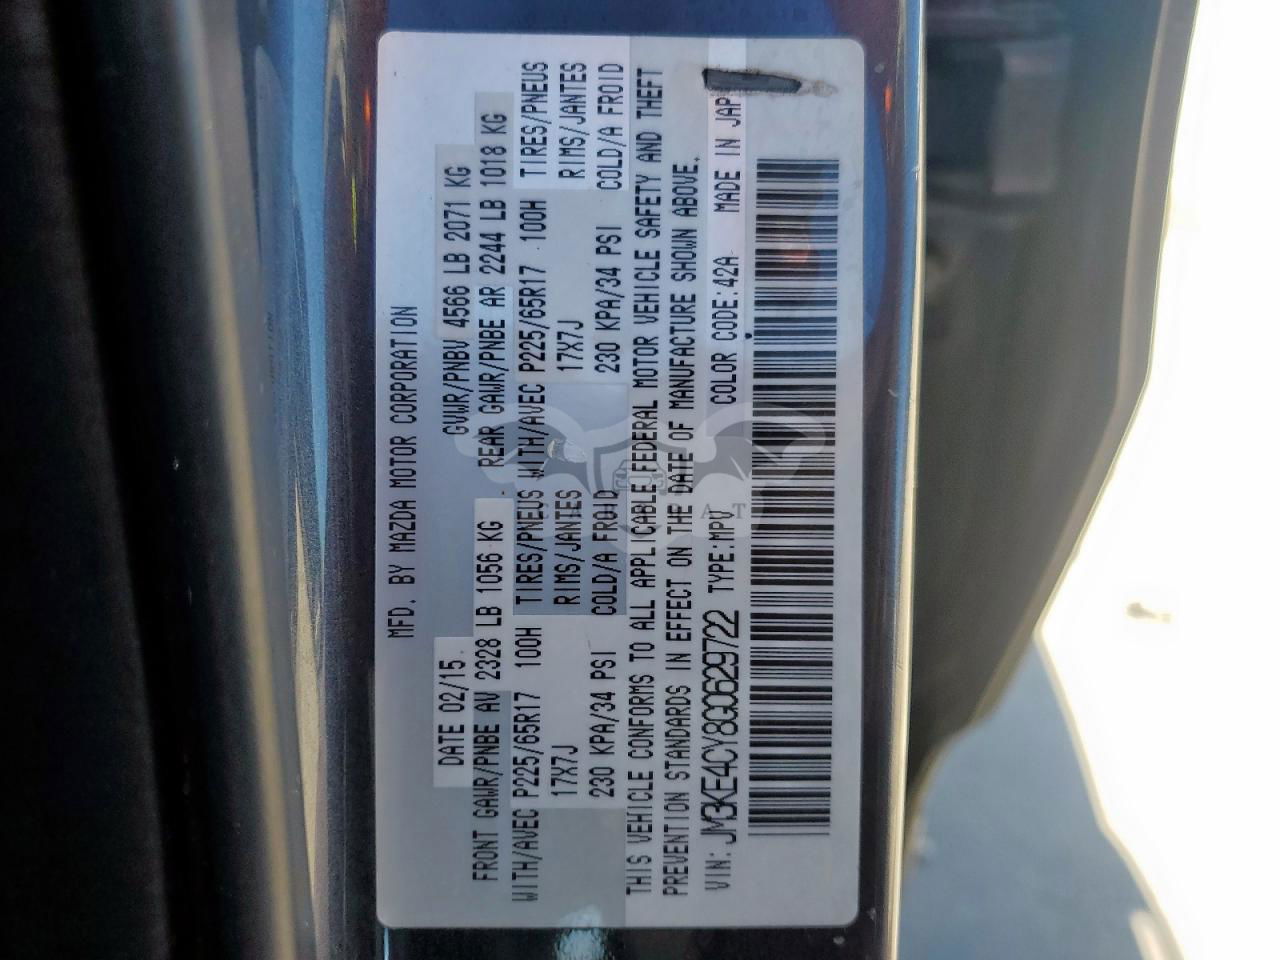 MFD. BY MAZDA MOTOR CORPORATION
DATE 02/15 GVWR/PNBV 4566 LB 2071 KG
FRONT GAWR/PNBE AV 2328 LB 1056 KG REAR GAWR/PNBE AR 2244 LB 1018 KG
WITH/AVEC P225/65R17 100H TIRES/PNEUS WITH/AVEC P225/65R17 100H TIRES/PNEUS
17X7J RIMS/JANTES 17X7J RIMS/JANTES
230 KPA/34 PSI COLD/A FROID 230 KPA/34 PSI COLD/A FROID
THIS VEHICLE CONFORMS TO ALL APPLICABLE FEDERAL MOTOR VEHICLE SAFETY AND THEFT
PREVENTION STANDARDS IN EFFECT ON THE DATE OF MANUFACTURE SHOWN ABOVE.
VIN: JM3KE4CY8G0629722 TYPE:MPV COLOR CODE:42A MADE IN JAP